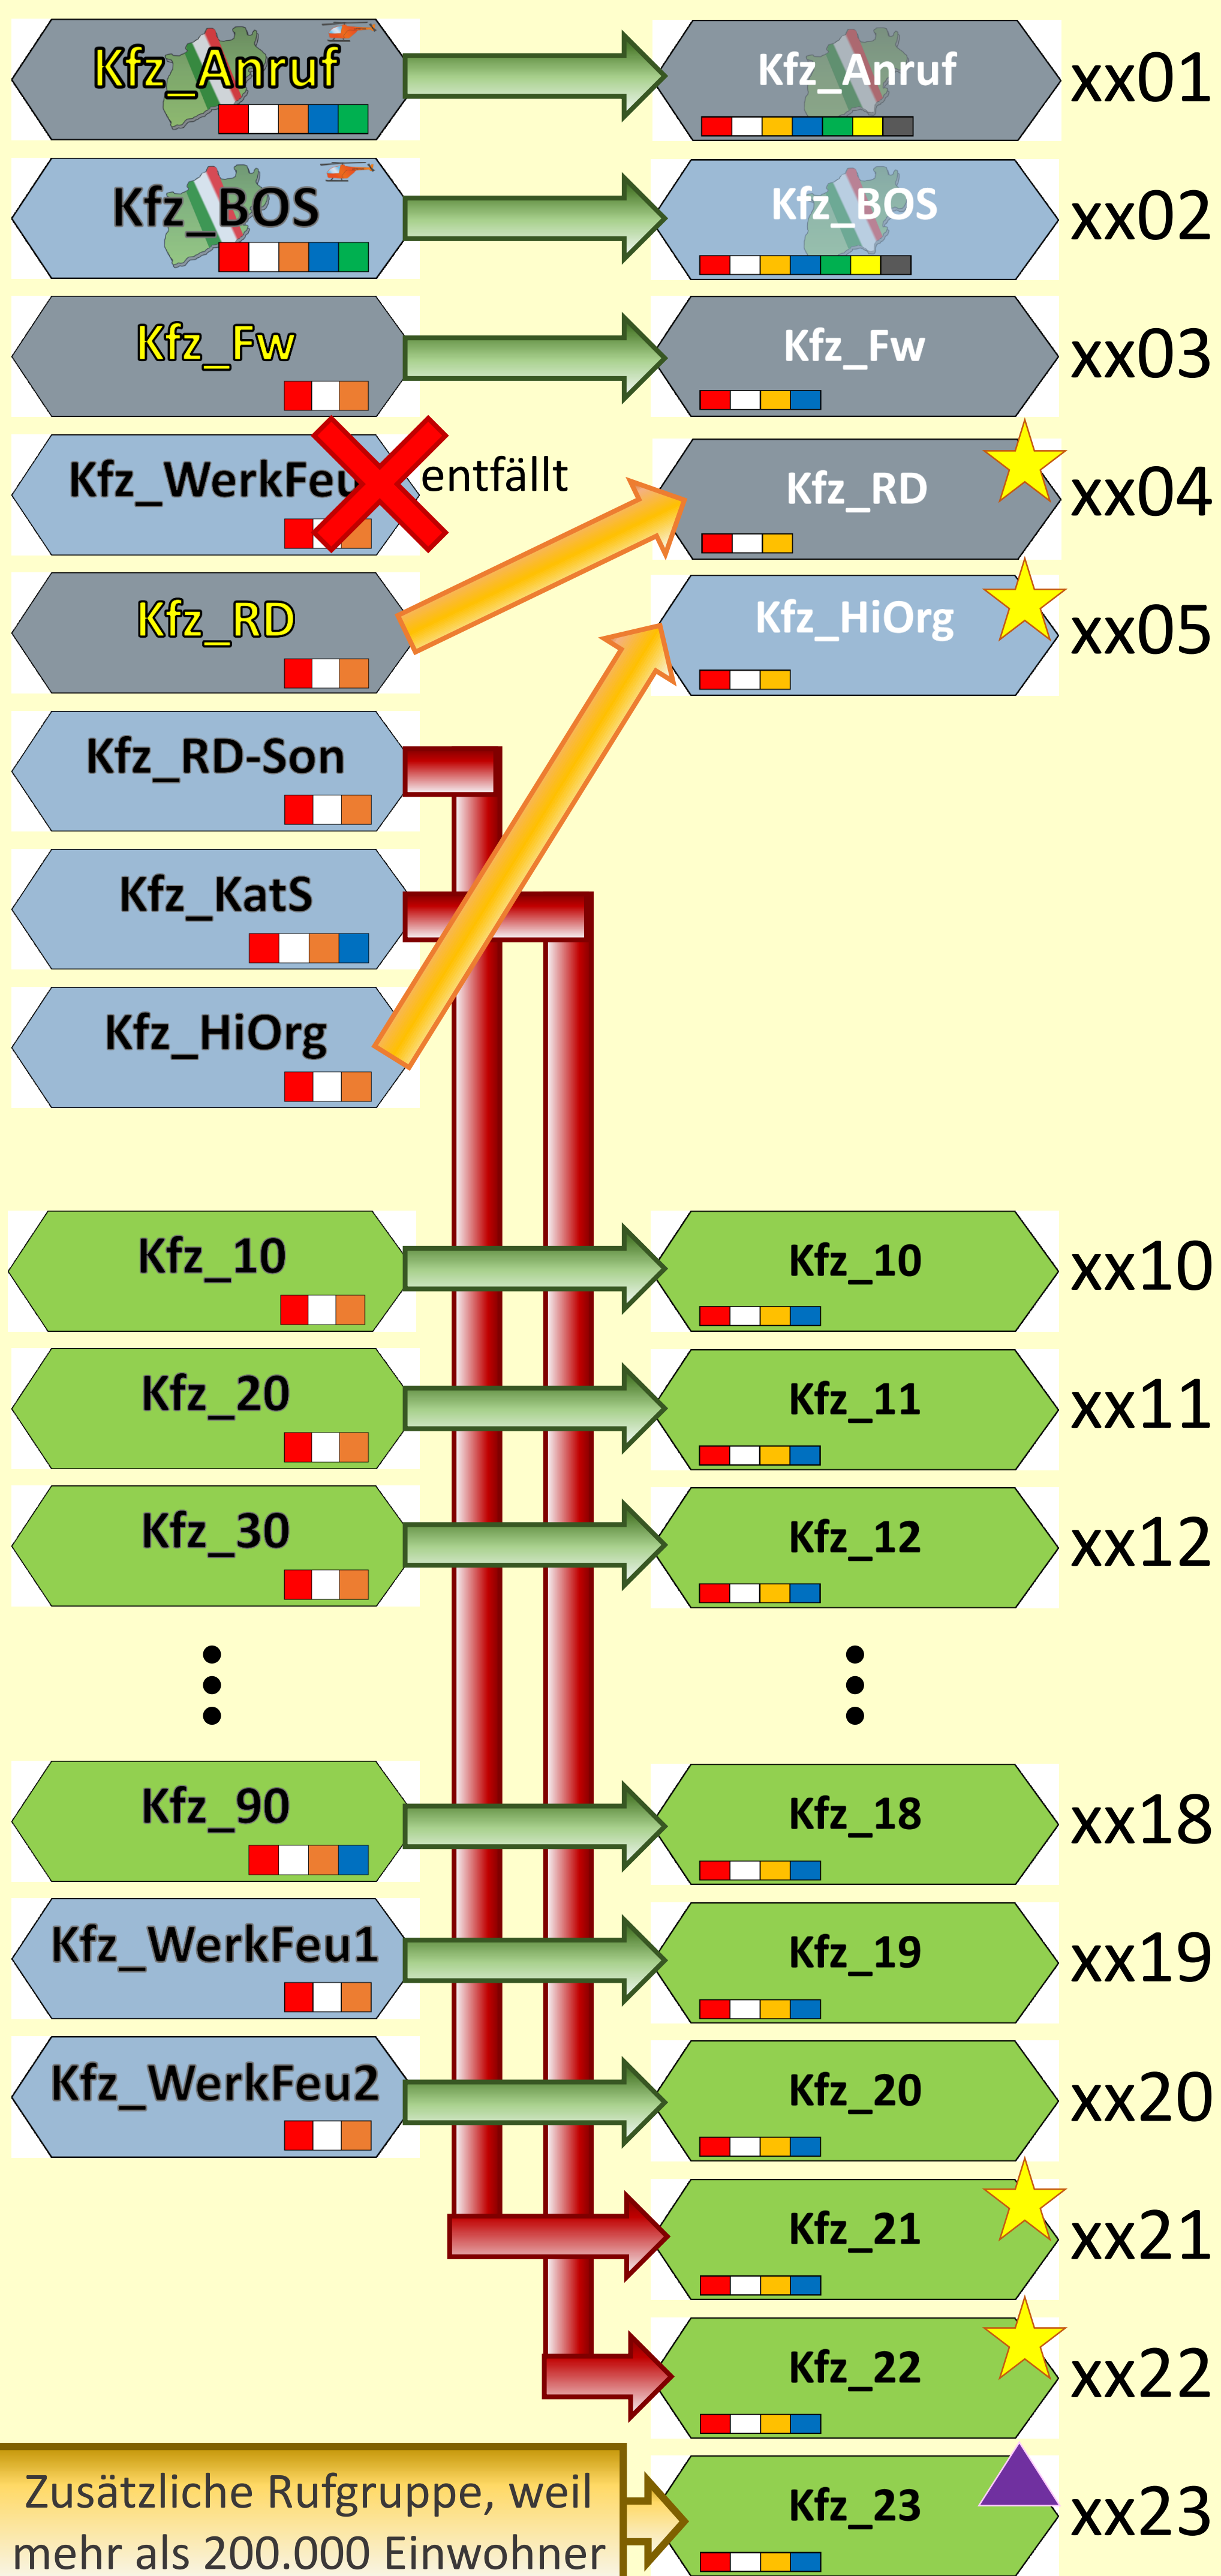 Kfz_Anruf Kfz_Anruf xx01
Kfz_BOS Kfz_BOS xx02
Kfz_Fw Kfz_Fw xx03
Kfz_WerkFeu entfällt Kfz_RD xx04
Kfz_RD Kfz_HiOrg xx05
Kfz_RD-Son
Kfz_KatS
Kfz_HiOrg
Kfz_10 Kfz_10 xx10
Kfz_20 Kfz_11 xx11
Kfz_30 Kfz_12 xx12
Kfz_90 Kfz_18 xx18
Kfz_WerkFeu1 Kfz_19 xx19
Kfz_WerkFeu2 Kfz_20 xx20
Kfz_21 xx21
Kfz_22 xx22
Kfz_23 xx23
Zusätzliche Rufgruppe, weil
mehr als 200.000 Einwohner